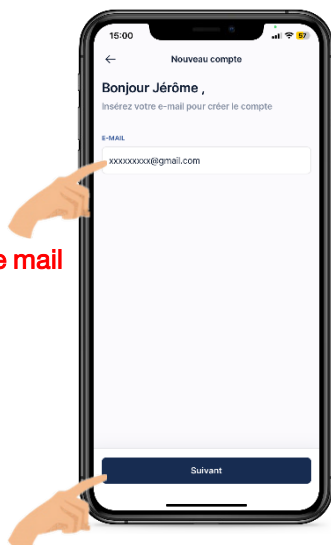 15:00
57
Nouveau compte
Bonjour Jérôme ,
Insérez votre e-mail pour créer le compte
E-MAIL
xxxxxxxxx@gmail.com
e mail
Suivant